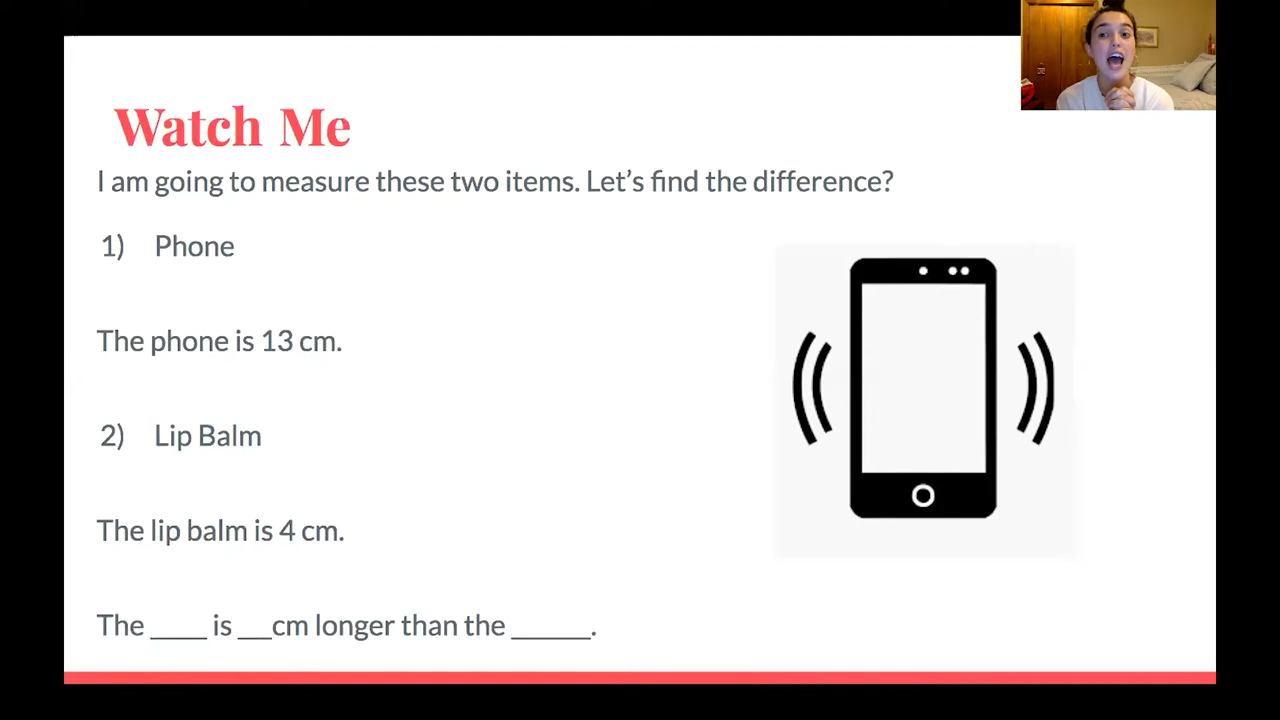 Watch Me
I am going to measure these two items. Let’s find the difference?
1) Phone
The phone is 13 cm.
2) Lip Balm
The lip balm is 4 cm.
The ____ is ___cm longer than the ______.